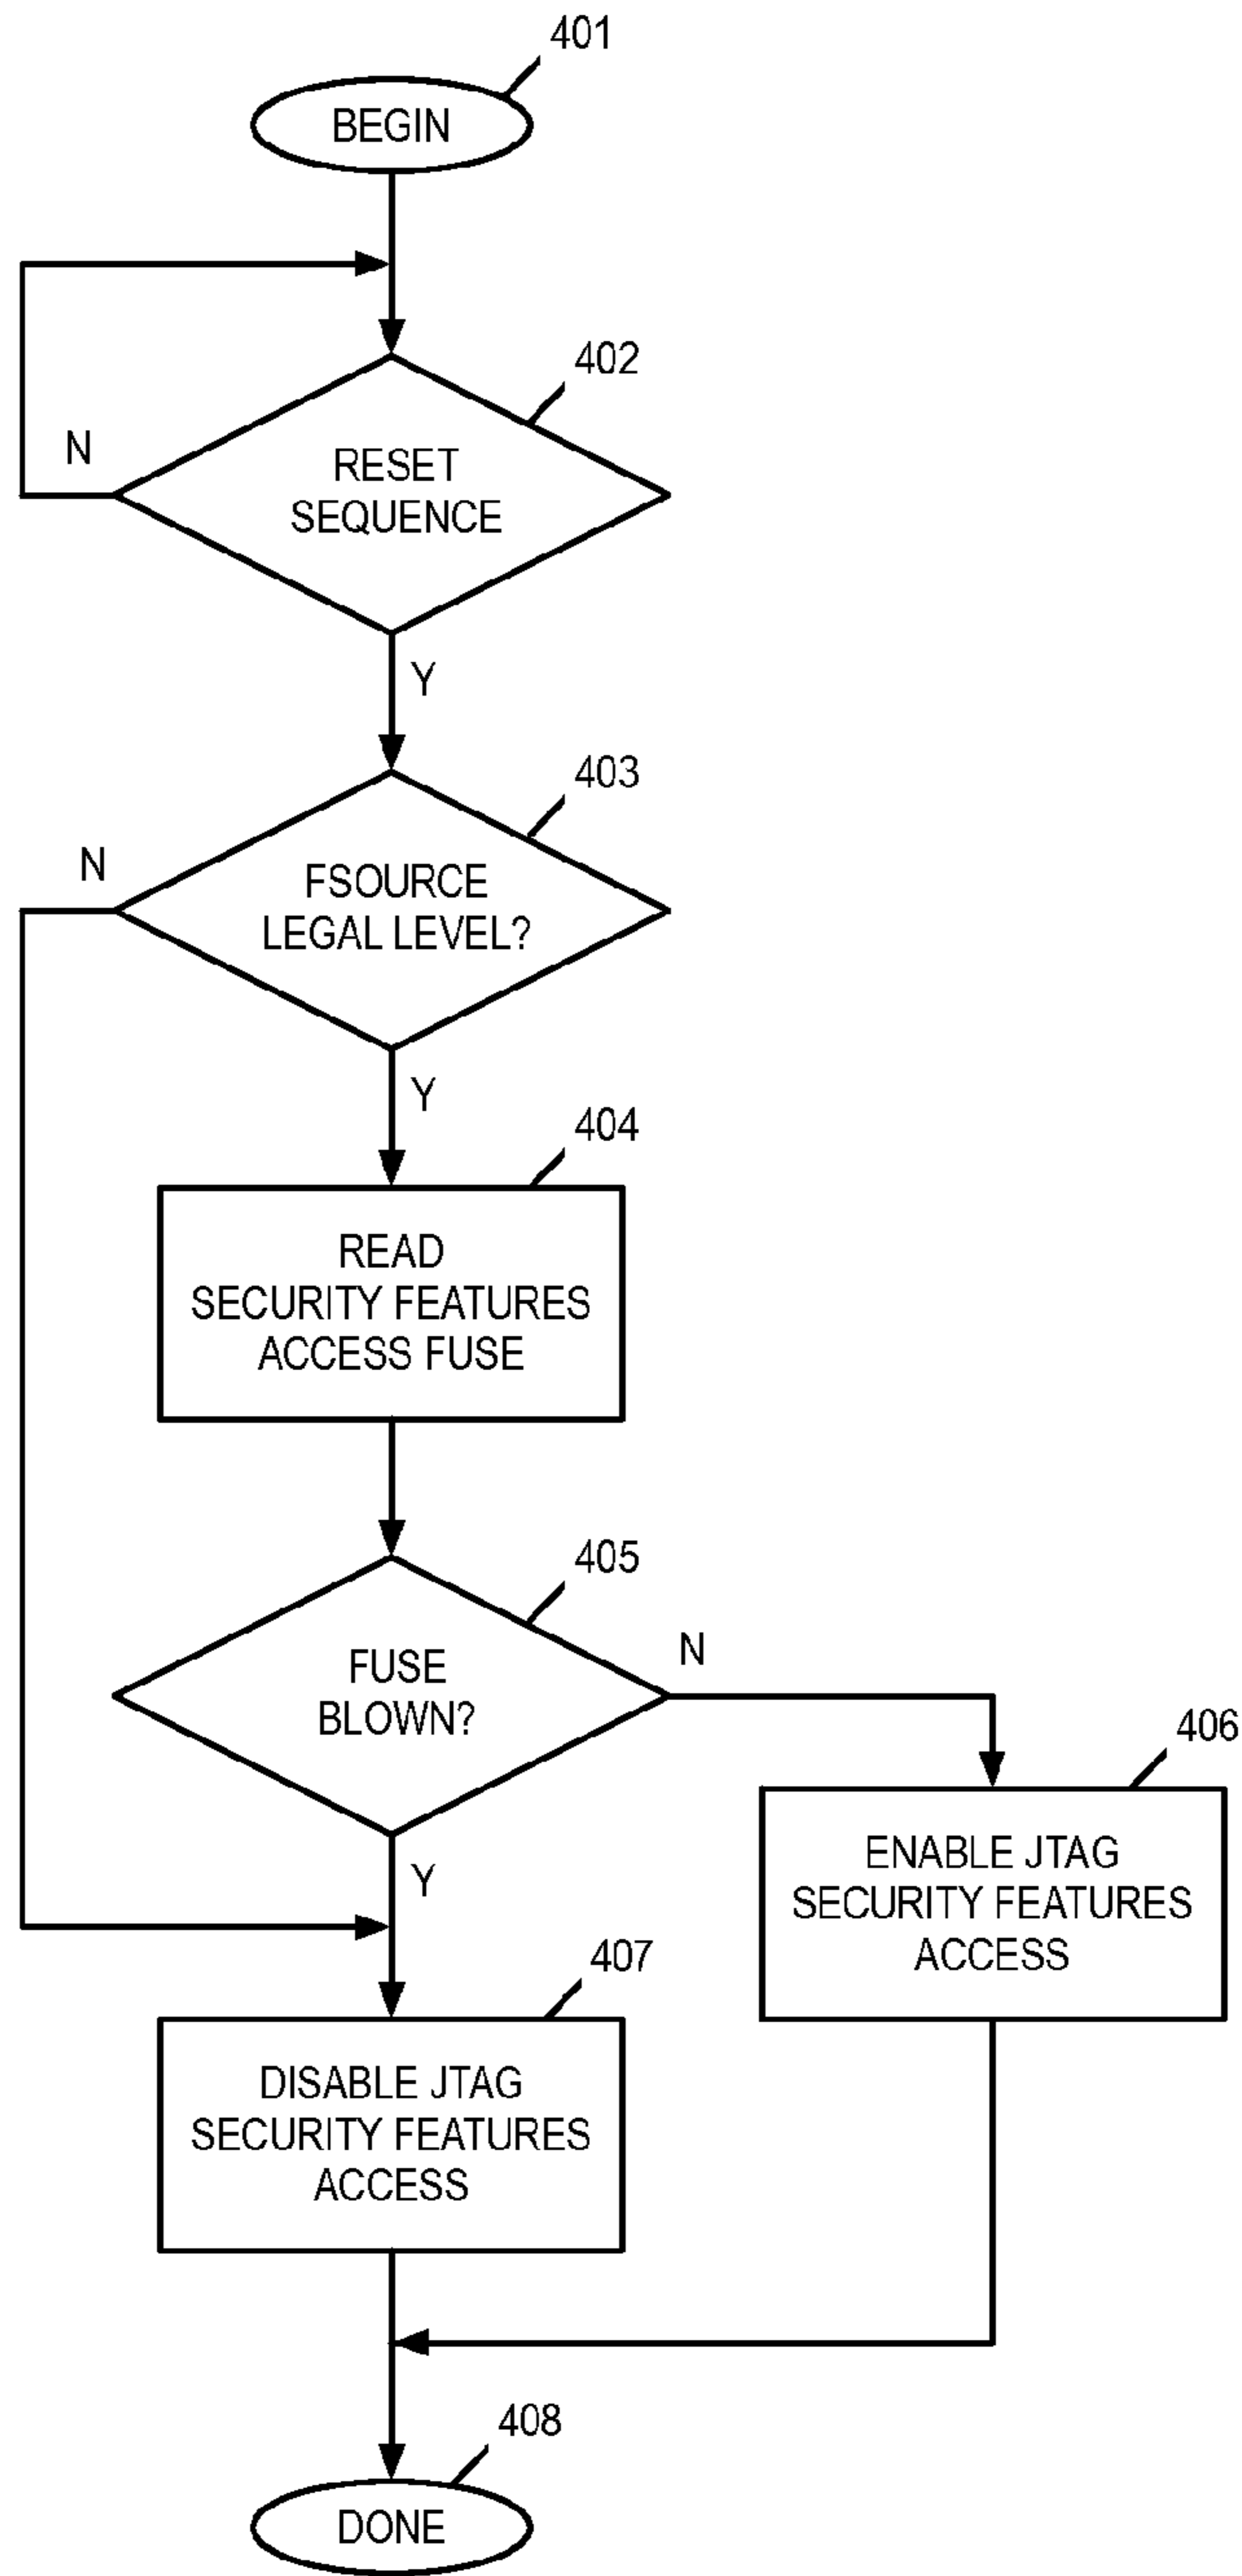 401
BEGIN
402
N
RESET
SEQUENCE
Y
403
N
FSOURCE
LEGAL LEVEL?
Y
404
READ
SECURITY FEATURES
ACCESS FUSE
405
N
FUSE
BLOWN?
406
Y
ENABLE JTAG
SECURITY FEATURES
ACCESS
407
DISABLE JTAG
SECURITY FEATURES
ACCESS
408
DONE